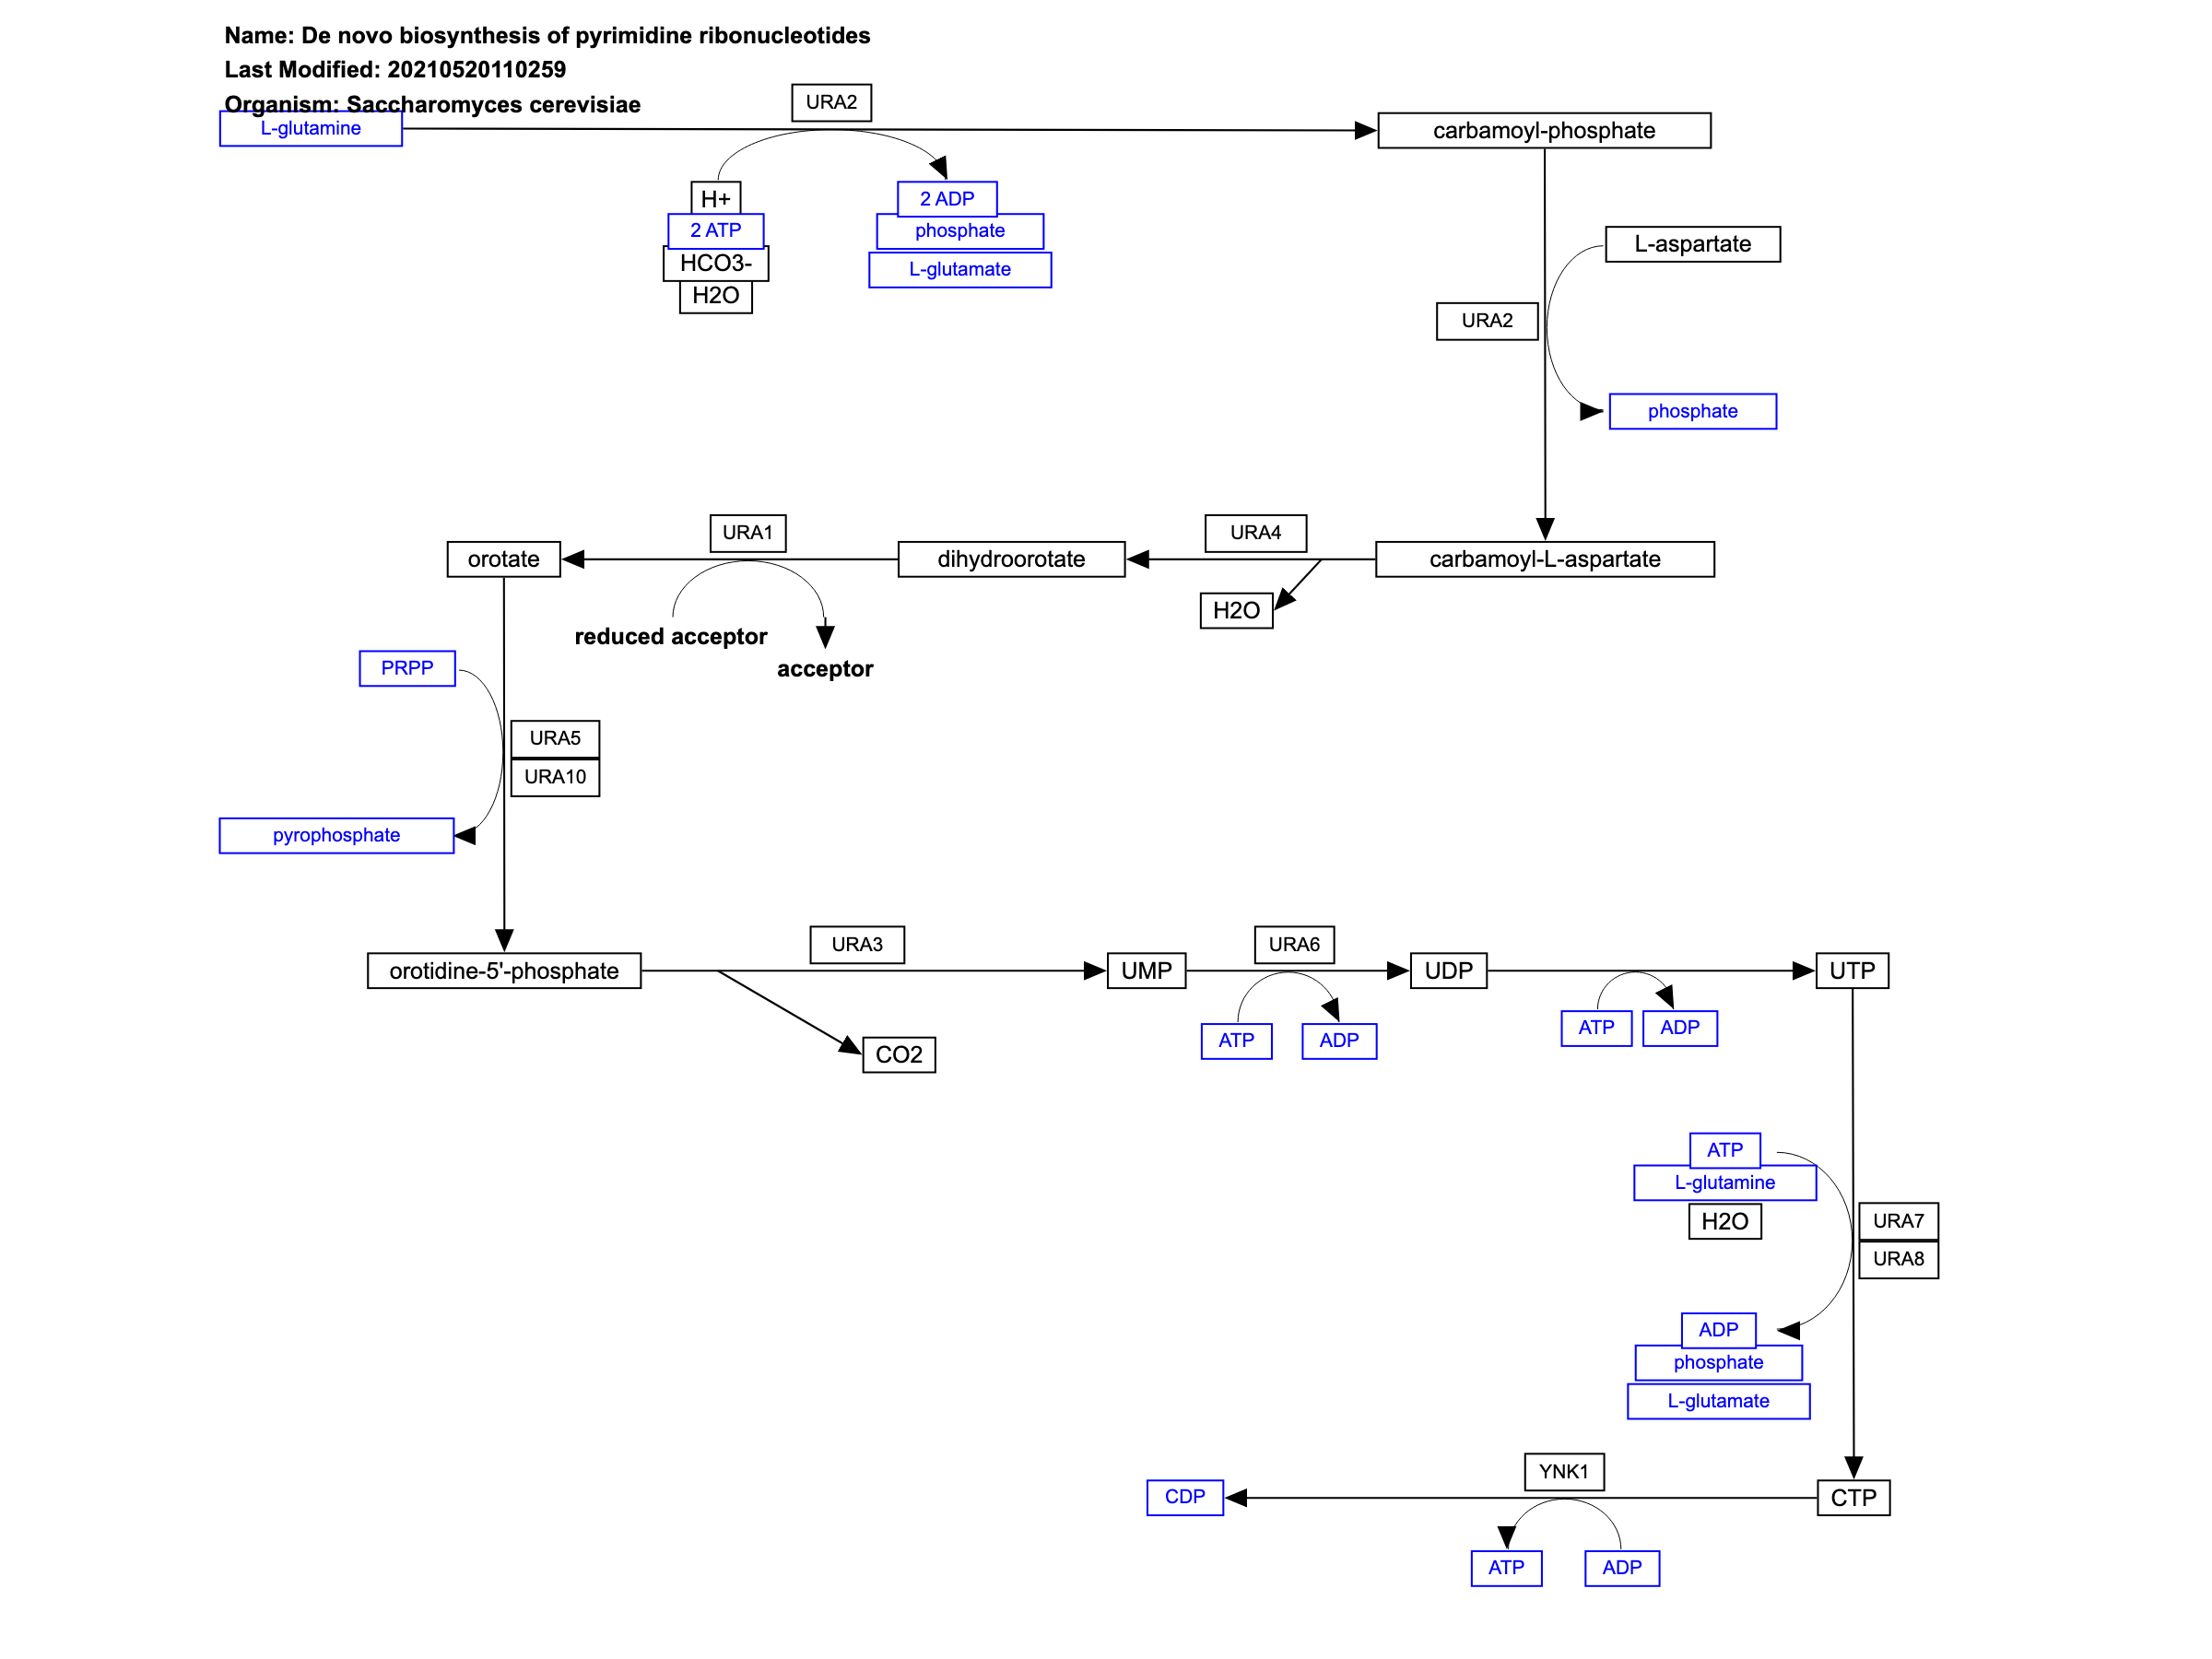 Name: De novo biosynthesis of pyrimidine ribonucleotides
Last Modified: 20210520110259
Organism: Saccharomyces cerevisiae
URA2
L-glutamine
carbamoyl-phosphate
H+
2 ADP
2 ATP
phosphate
HCO3-
L-glutamate
H2O
L-aspartate
URA2
phosphate
URA1
URA4
orotate
dihydroorotate
carbamoyl-L-aspartate
H2O
reduced acceptor
acceptor
PRPP
URA5
URA10
pyrophosphate
URA3
URA6
orotidine-5'-phosphate
UMP
UDP
UTP
ATP
ADP
ATP
ADP
CO2
ATP
L-glutamine
H2O
URA7
URA8
ADP
phosphate
L-glutamate
YNK1
CDP
CTP
ATP
ADP